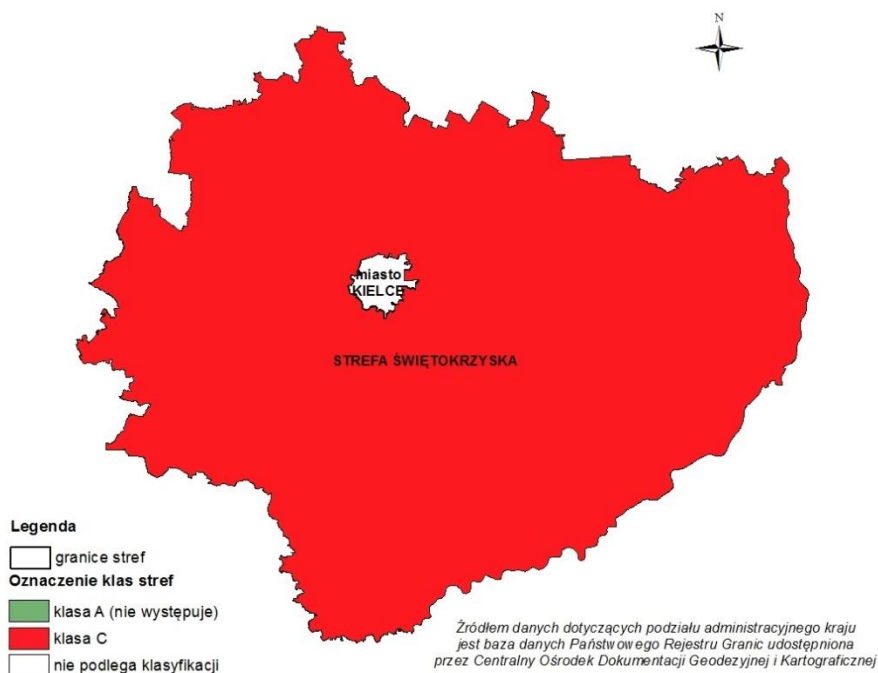 N
miasto
KIELCE
STREFA ŚWIĘTOKRZYSKA
Legenda
granice stref
Oznaczenie klas stref
klasa A (nie występuje)
klasa C
nie podlega klasyfikacji
Źródłem danych dotyczących podziału administracyjnego kraju
jest baza danych Państwowego Rejestru Granic udostępniona
przez Centralny Ośrodek Dokumentacji Geodezyjnej i Kartograficznej